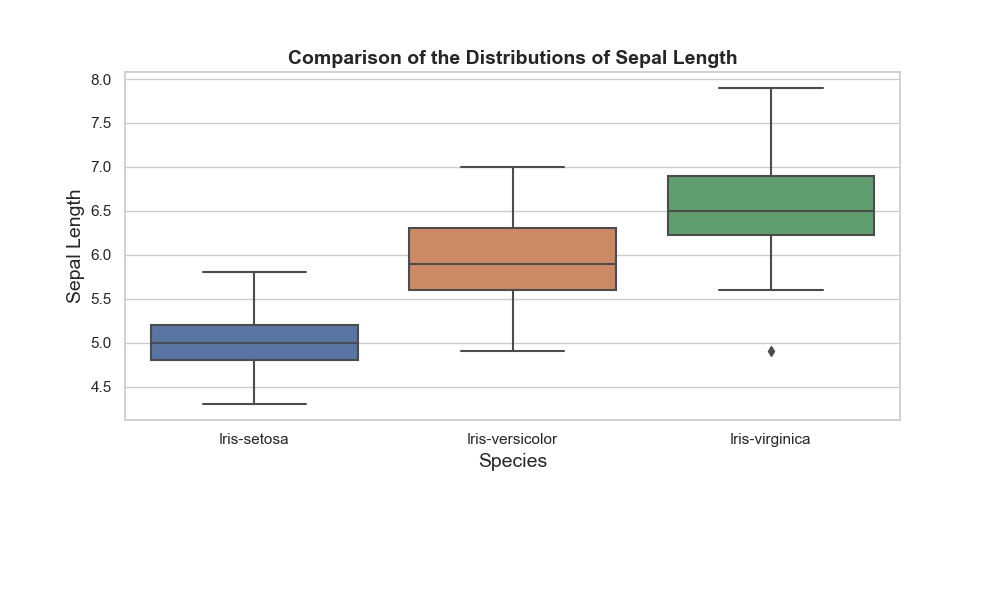 Comparison of the Distributions of Sepal Length
8.0
7.5
7.0
6.5
6.0
5.5
5.0
4.5
Sepal Length
Iris-setosa
Iris-versicolor
Iris-virginica
Species